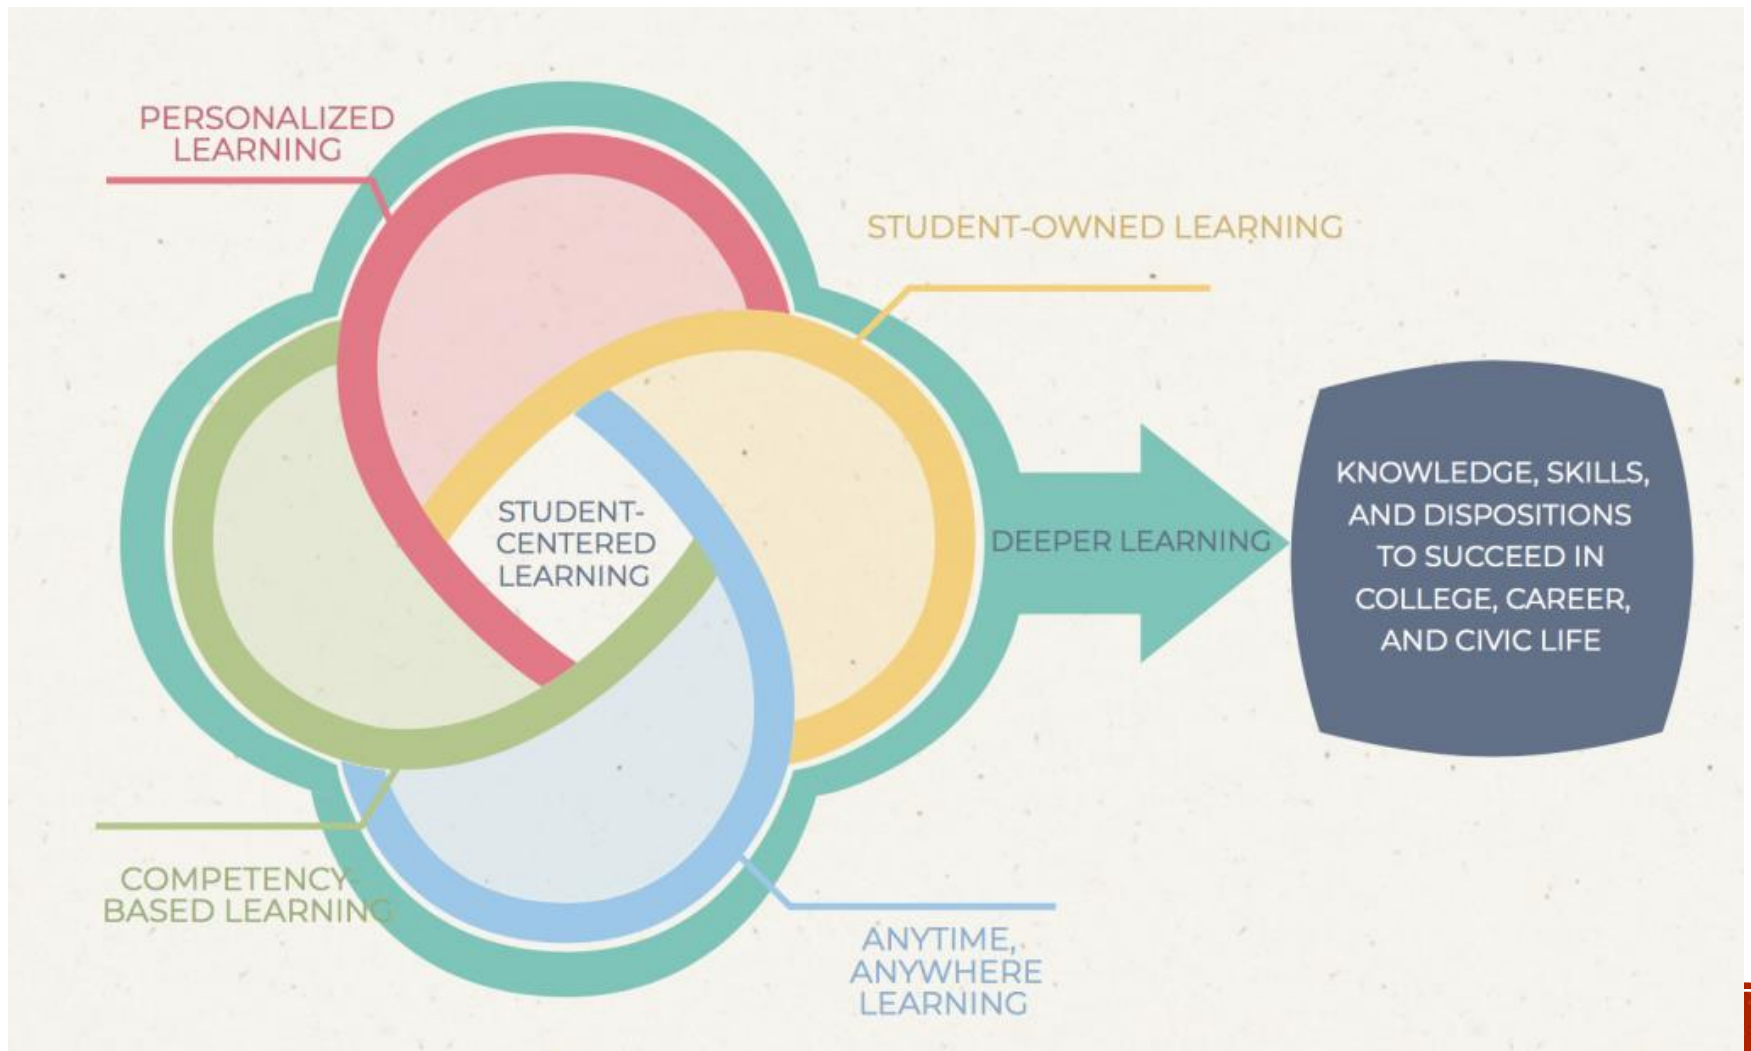 PERSONALIZED
LEARNING
STUDENT-OWNED LEARNING
STUDENT-
CENTERED
LEARNING
DEEPER LEARNING
KNOWLEDGE, SKILLS,
AND DISPOSITIONS
TO SUCCEED IN
COLLEGE, CAREER,
AND CIVIC LIFE
COMPETENCY-
BASED LEARNING
ANYTIME,
ANYWHERE
LEARNING